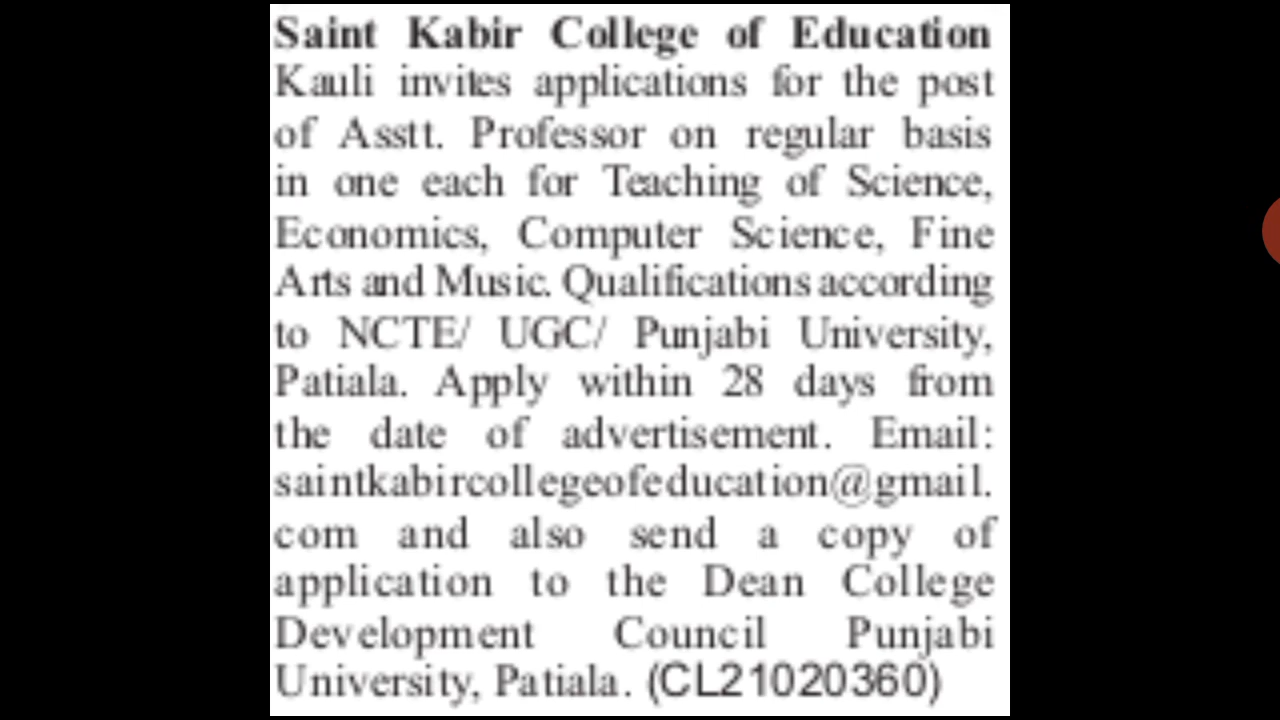 Saint Kabir College of Education
Kauli invites applications for the post
of Asstt. Professor on regular basis
in one each for Teaching of Science,
Economics, Computer Science, Fine
Arts and Music. Qualifications according
to NCTE/ UGC/ Punjabi University,
Patiala. Apply within 28 days from
the date of advertisement. Email:
saintkabircollegeofeducation@gmail.
com and also send a copy of
application to the Dean College
Development Council Punjabi
University, Patiala. (CL21020360)